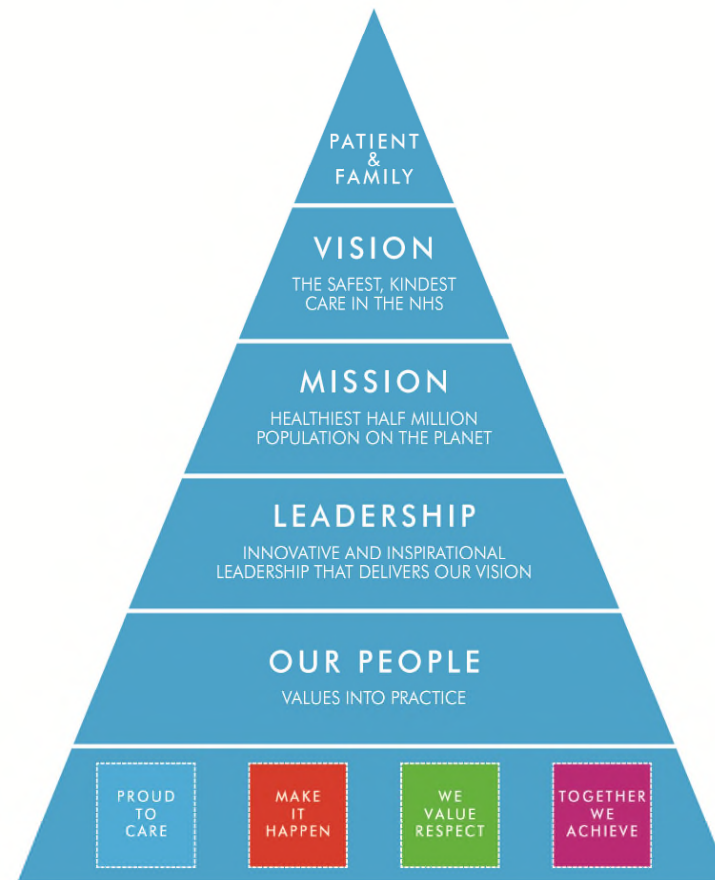 PATIENT
&
FAMILY
VISION
THE SAFEST, KINDEST
CARE IN THE NHS
MISSION
HEALTHIEST HALF MILLION
POPULATION ON THE PLANET
LEADERSHIP
INNOVATIVE AND INSPIRATIONAL
LEADERSHIP THAT DELIVERS OUR VISION
OUR PEOPLE
VALUES INTO PRACTICE
PROUD
TO
CARE
MAKE
IT
HAPPEN
WE
VALUE
RESPECT
TOGETHER
WE
ACHIEVE